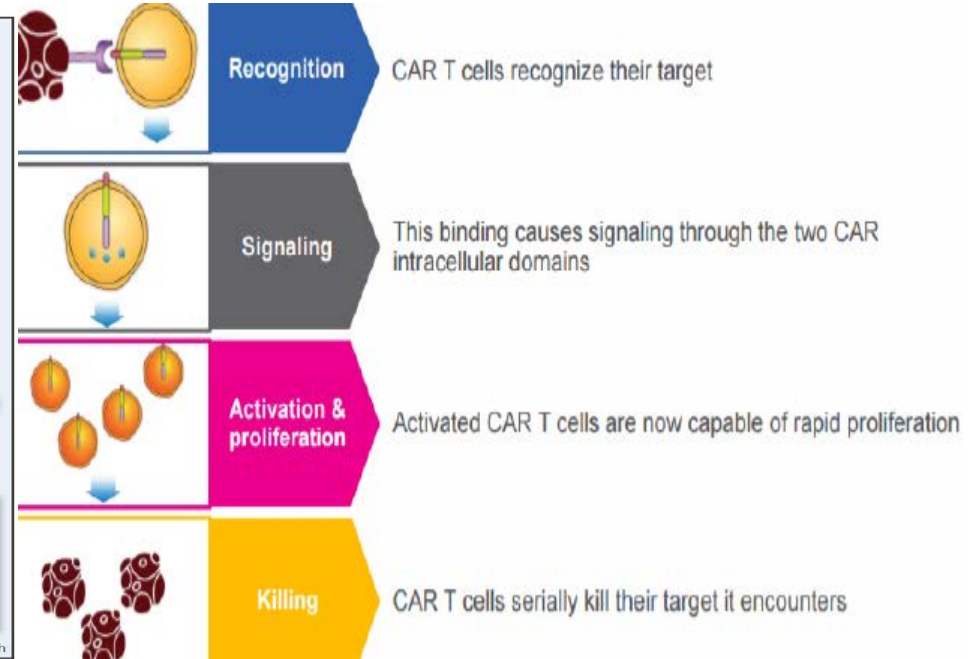 Recognition
CAR T cells recognize their target
Signaling
This binding causes signaling through the two CAR
intracellular domains
Activation &
proliferation
Activated CAR T cells are now capable of rapid proliferation
Killing
CAR T cells serially kill their target it encounters